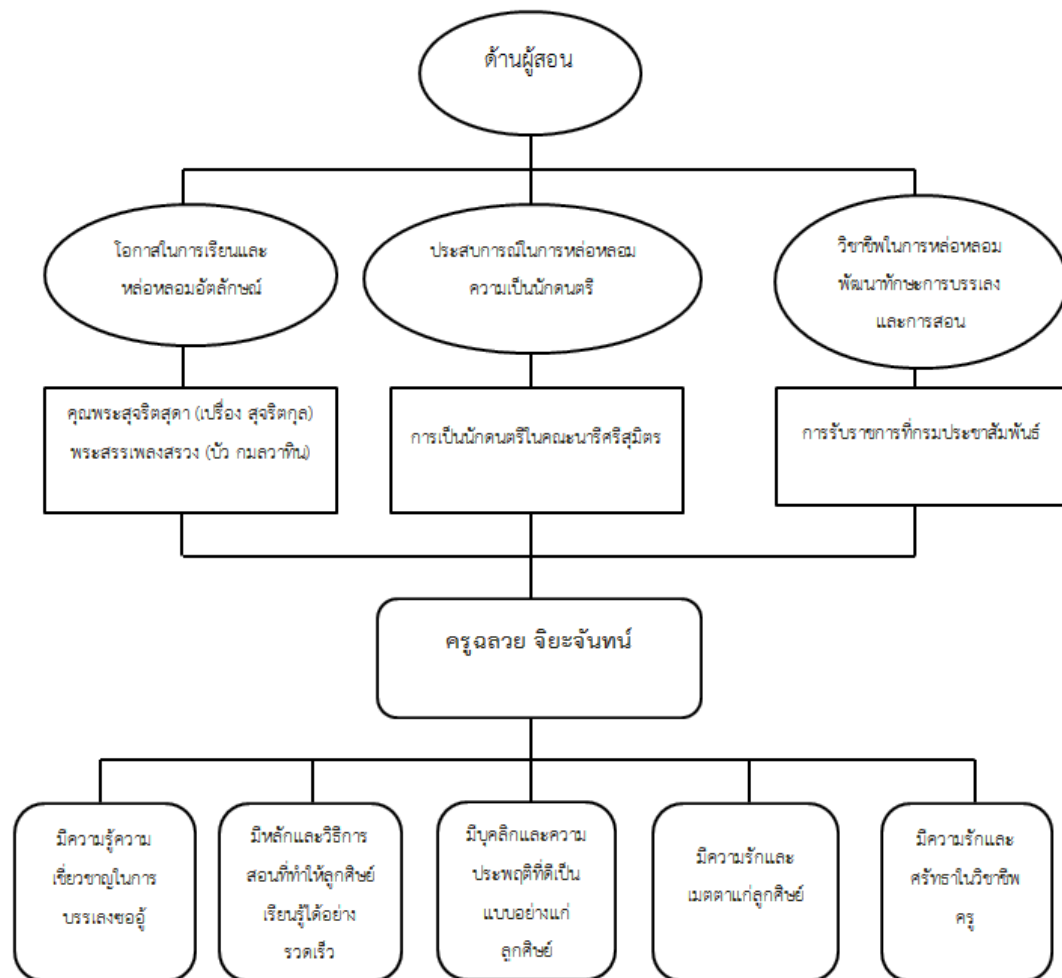 ด้านผู้สอน
โอกาสในการเรียนและ
หล่อหลอมอัตลักษณ์
ประสบการณ์ในการหล่อหลอม
ความเป็นนักดนตรี
วิชาชีพในการหล่อหลอม
พัฒนาทักษะการบรรเลง
และการสอน
คุณพระสุจริตสุดา (เปรื่อง สุจริตกุล)
พระสรรเพลงสรวง (บัว กมลวาทิน)
การเป็นนักดนตรีในคณะนารีศรีสุมิตร
การรับราชการที่กรมประชาสัมพันธ์
ครูฉลวย จิยะจันทน์
มีความรู้ความ
เชี่ยวชาญในการ
บรรเลงซออู้
มีหลักและวิธีการ
สอนที่ทำให้ลูกศิษย์
เรียนรู้ได้อย่าง
รวดเร็ว
มีบุคลิกและความ
ประพฤติที่ดีเป็น
แบบอย่างแก่
ลูกศิษย์
มีความรักและ
เมตตาแก่ลูกศิษย์
มีความรักและ
ศรัทธาในวิชาชีพ
ครู